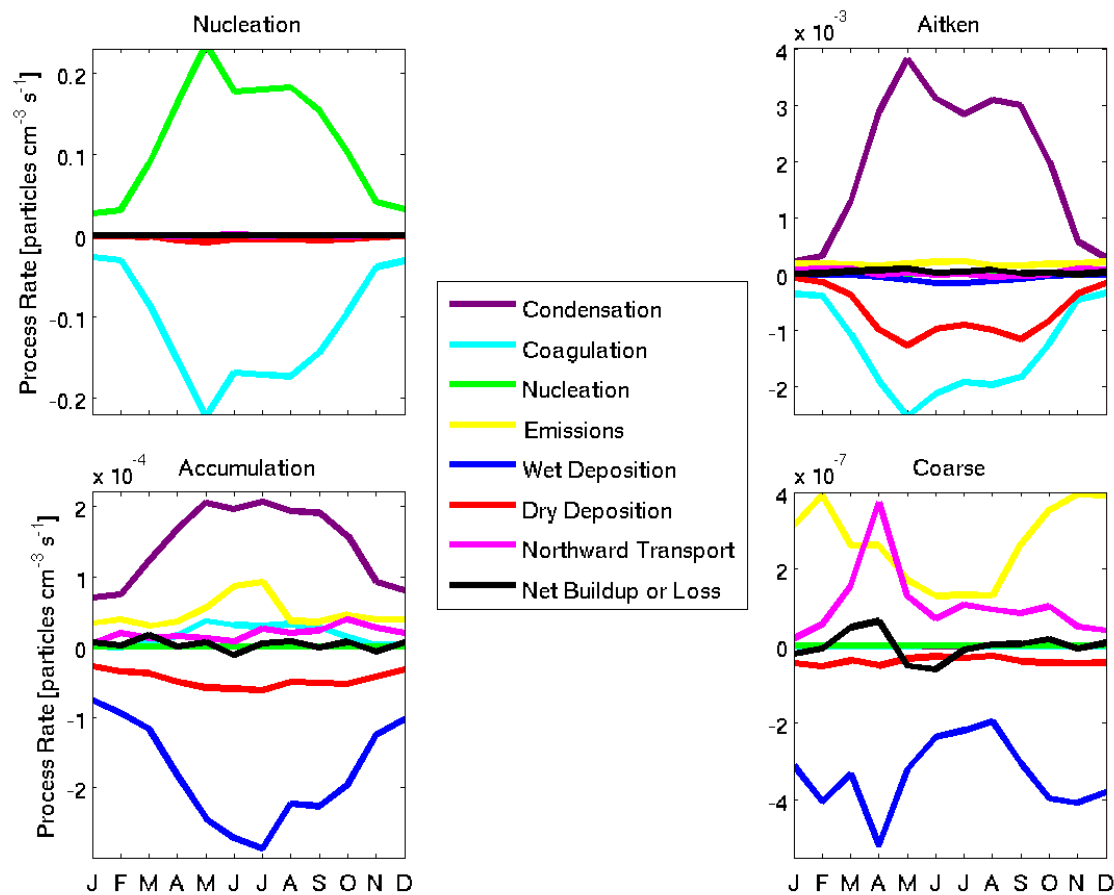 Nucleation
Process Rate [particles cm⁻³ s⁻¹]
0.2
0.1
0
-0.1
-0.2
Aitken
x 10⁻³
4
3
2
1
0
-1
-2
Condensation
Coagulation
Nucleation
Emissions
Wet Deposition
Dry Deposition
Northward Transport
Net Buildup or Loss
Accumulation
x 10⁻⁴
Process Rate [particles cm⁻³ s⁻¹]
2
1
0
-1
-2
J F M A M J J A S O N D
Coarse
x 10⁻⁷
4
2
0
-2
-4
J F M A M J J A S O N D